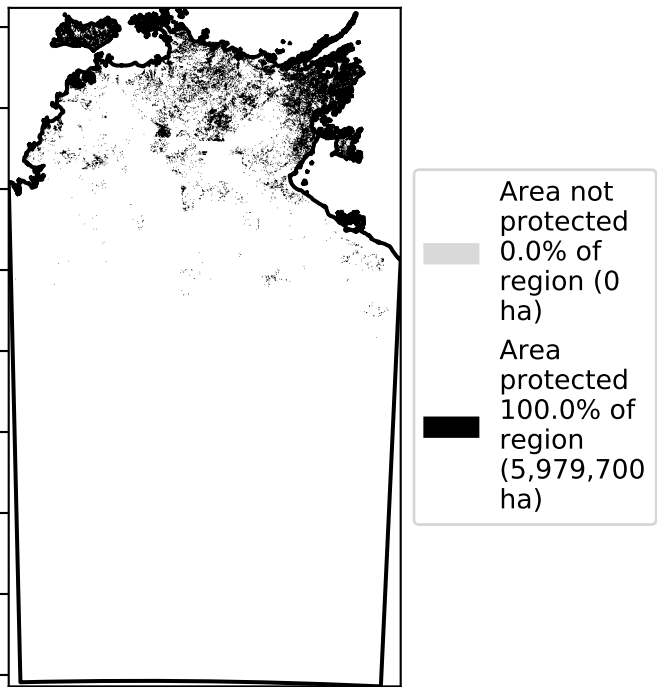 Area not
protected
0.0% of
region (0
ha)
Area
protected
100.0% of
region
(5,979,700
ha)